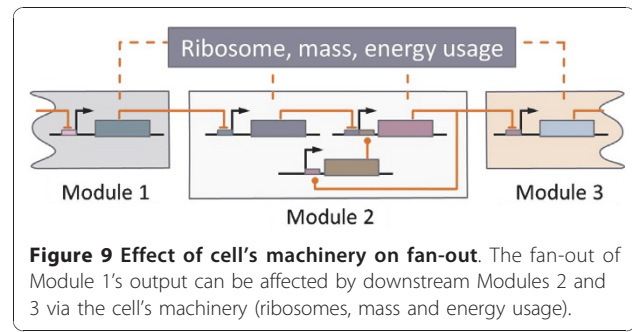 Ribosome, mass, energy usage
Module 1
Module 2
Module 3
Figure 9 Effect of cell's machinery on fan-out. The fan-out of
Module 1's output can be affected by downstream Modules 2 and
3 via the cell's machinery (ribosomes, mass and energy usage).